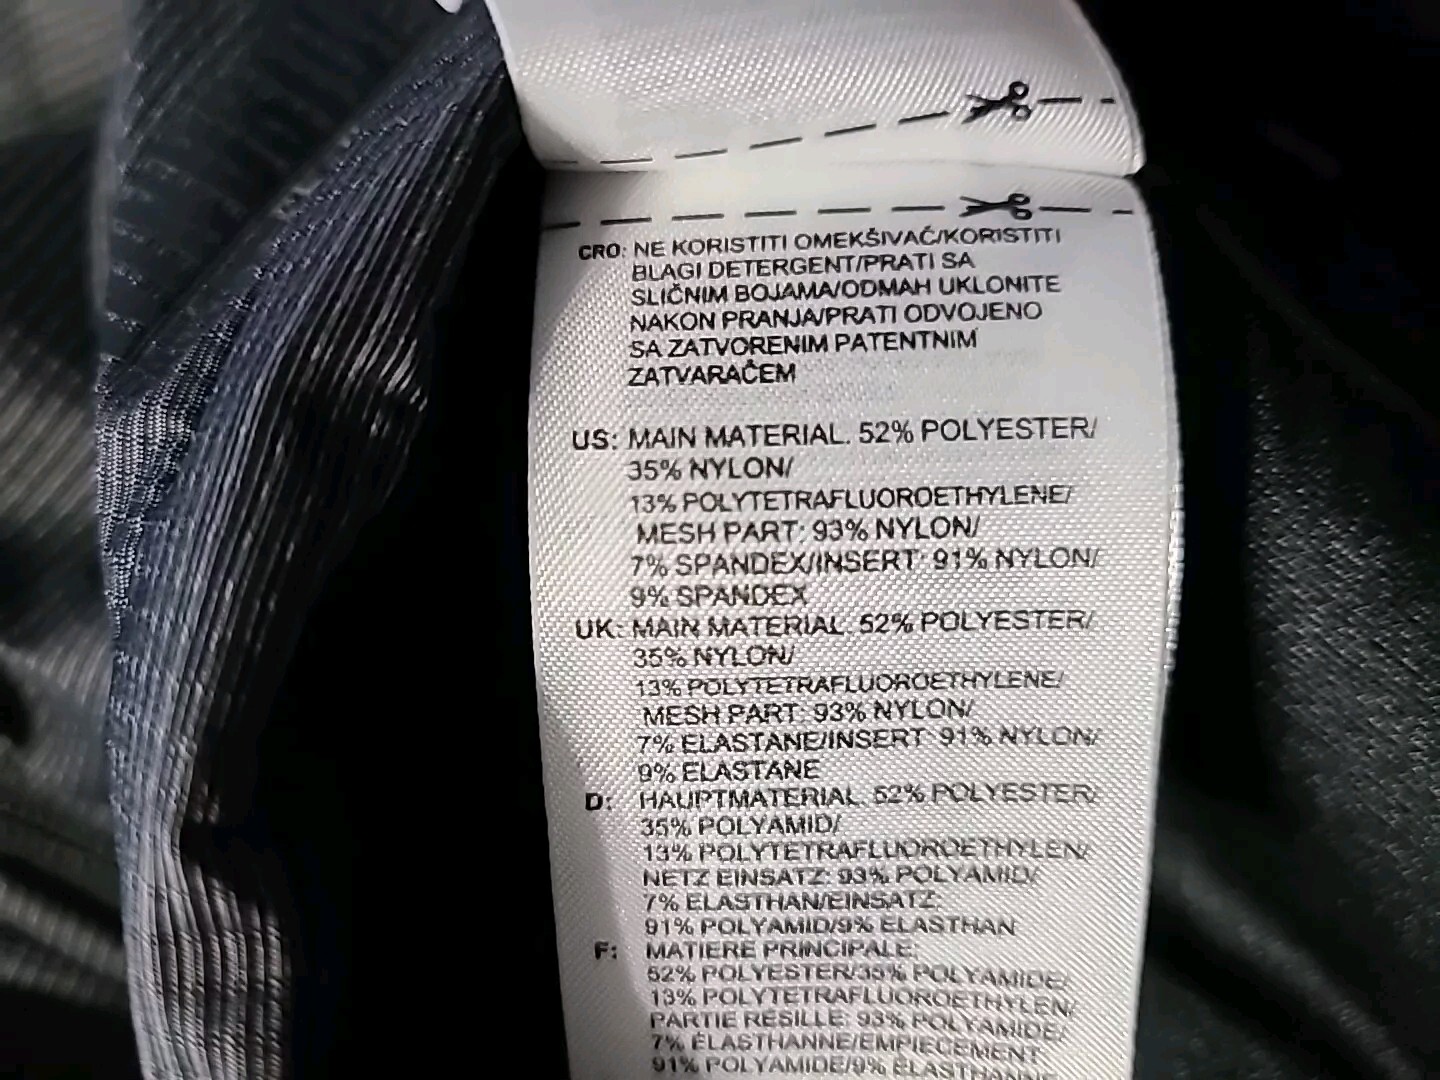 CRO: NE KORISTITI OMEKŠIVAČ/KORISTITI
BLAGI DETERGENT/PRATI SA
SLIČNIM BOJAMA/ODMAH UKLONITE
NAKON PRANJA/PRATI ODVOJENO
SA ZATVORENIM PATENTNIM
ZATVARAČEM
US: MAIN MATERIAL: 52% POLYESTER/
35% NYLON/
13% POLYTETRAFLUOROETHYLENE/
MESH PART: 93% NYLON/
7% SPANDEX/INSERT: 91% NYLON/
9% SPANDEX
UK: MAIN MATERIAL: 52% POLYESTER/
35% NYLON/
13% POLYTETRAFLUOROETHYLENE/
MESH PART: 93% NYLON/
7% ELASTANE/INSERT: 91% NYLON/
9% ELASTANE
D: HAUPTMATERIAL: 52% POLYESTER/
35% POLYAMID/
13% POLYTETRAFLUOROETHYLEN/
NETZ EINSATZ: 93% POLYAMID/
7% ELASTHAN/EINSATZ:
91% POLYAMID/9% ELASTHAN
F: MATIERE PRINCIPALE:
52% POLYESTER/35% POLYAMIDE/
13% POLYTETRAFLUOROETHYLEN/
PARTIE RESILLE: 93% POLYAMIDE/
7% ELASTHANNE/EMPIECEMENT:
91% POLYAMIDE/9% ELASTHANNE